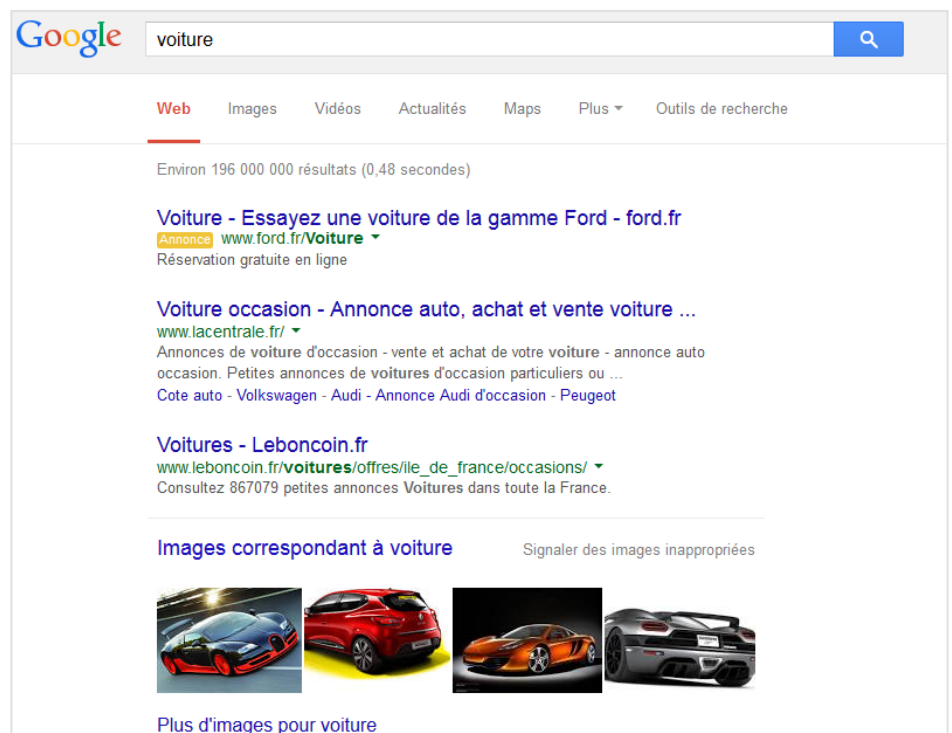 Google voiture
Web Images Vidéos Actualités Maps Plus Outils de recherche
Environ 196 000 000 résultats (0,48 secondes)
Voiture - Essayez une voiture de la gamme Ford - ford.fr
Annonce www.ford.fr/Voiture
Réservation gratuite en ligne
Voiture occasion - Annonce auto, achat et vente voiture ...
www.lacentrale.fr/
Annonces de voiture d'occasion - vente et achat de votre voiture - annonce auto
occasion. Petites annonces de voitures d'occasion particuliers ou ...
Cote auto - Volkswagen - Audi - Annonce Audi d'occasion - Peugeot
Voitures - Leboncoin.fr
www.leboncoin.fr/voitures/offres/ile_de_france/occasions/
Consultez 867079 petites annonces Voitures dans toute la France.
Images correspondant à voiture Signaler des images inappropriées
Plus d'images pour voiture